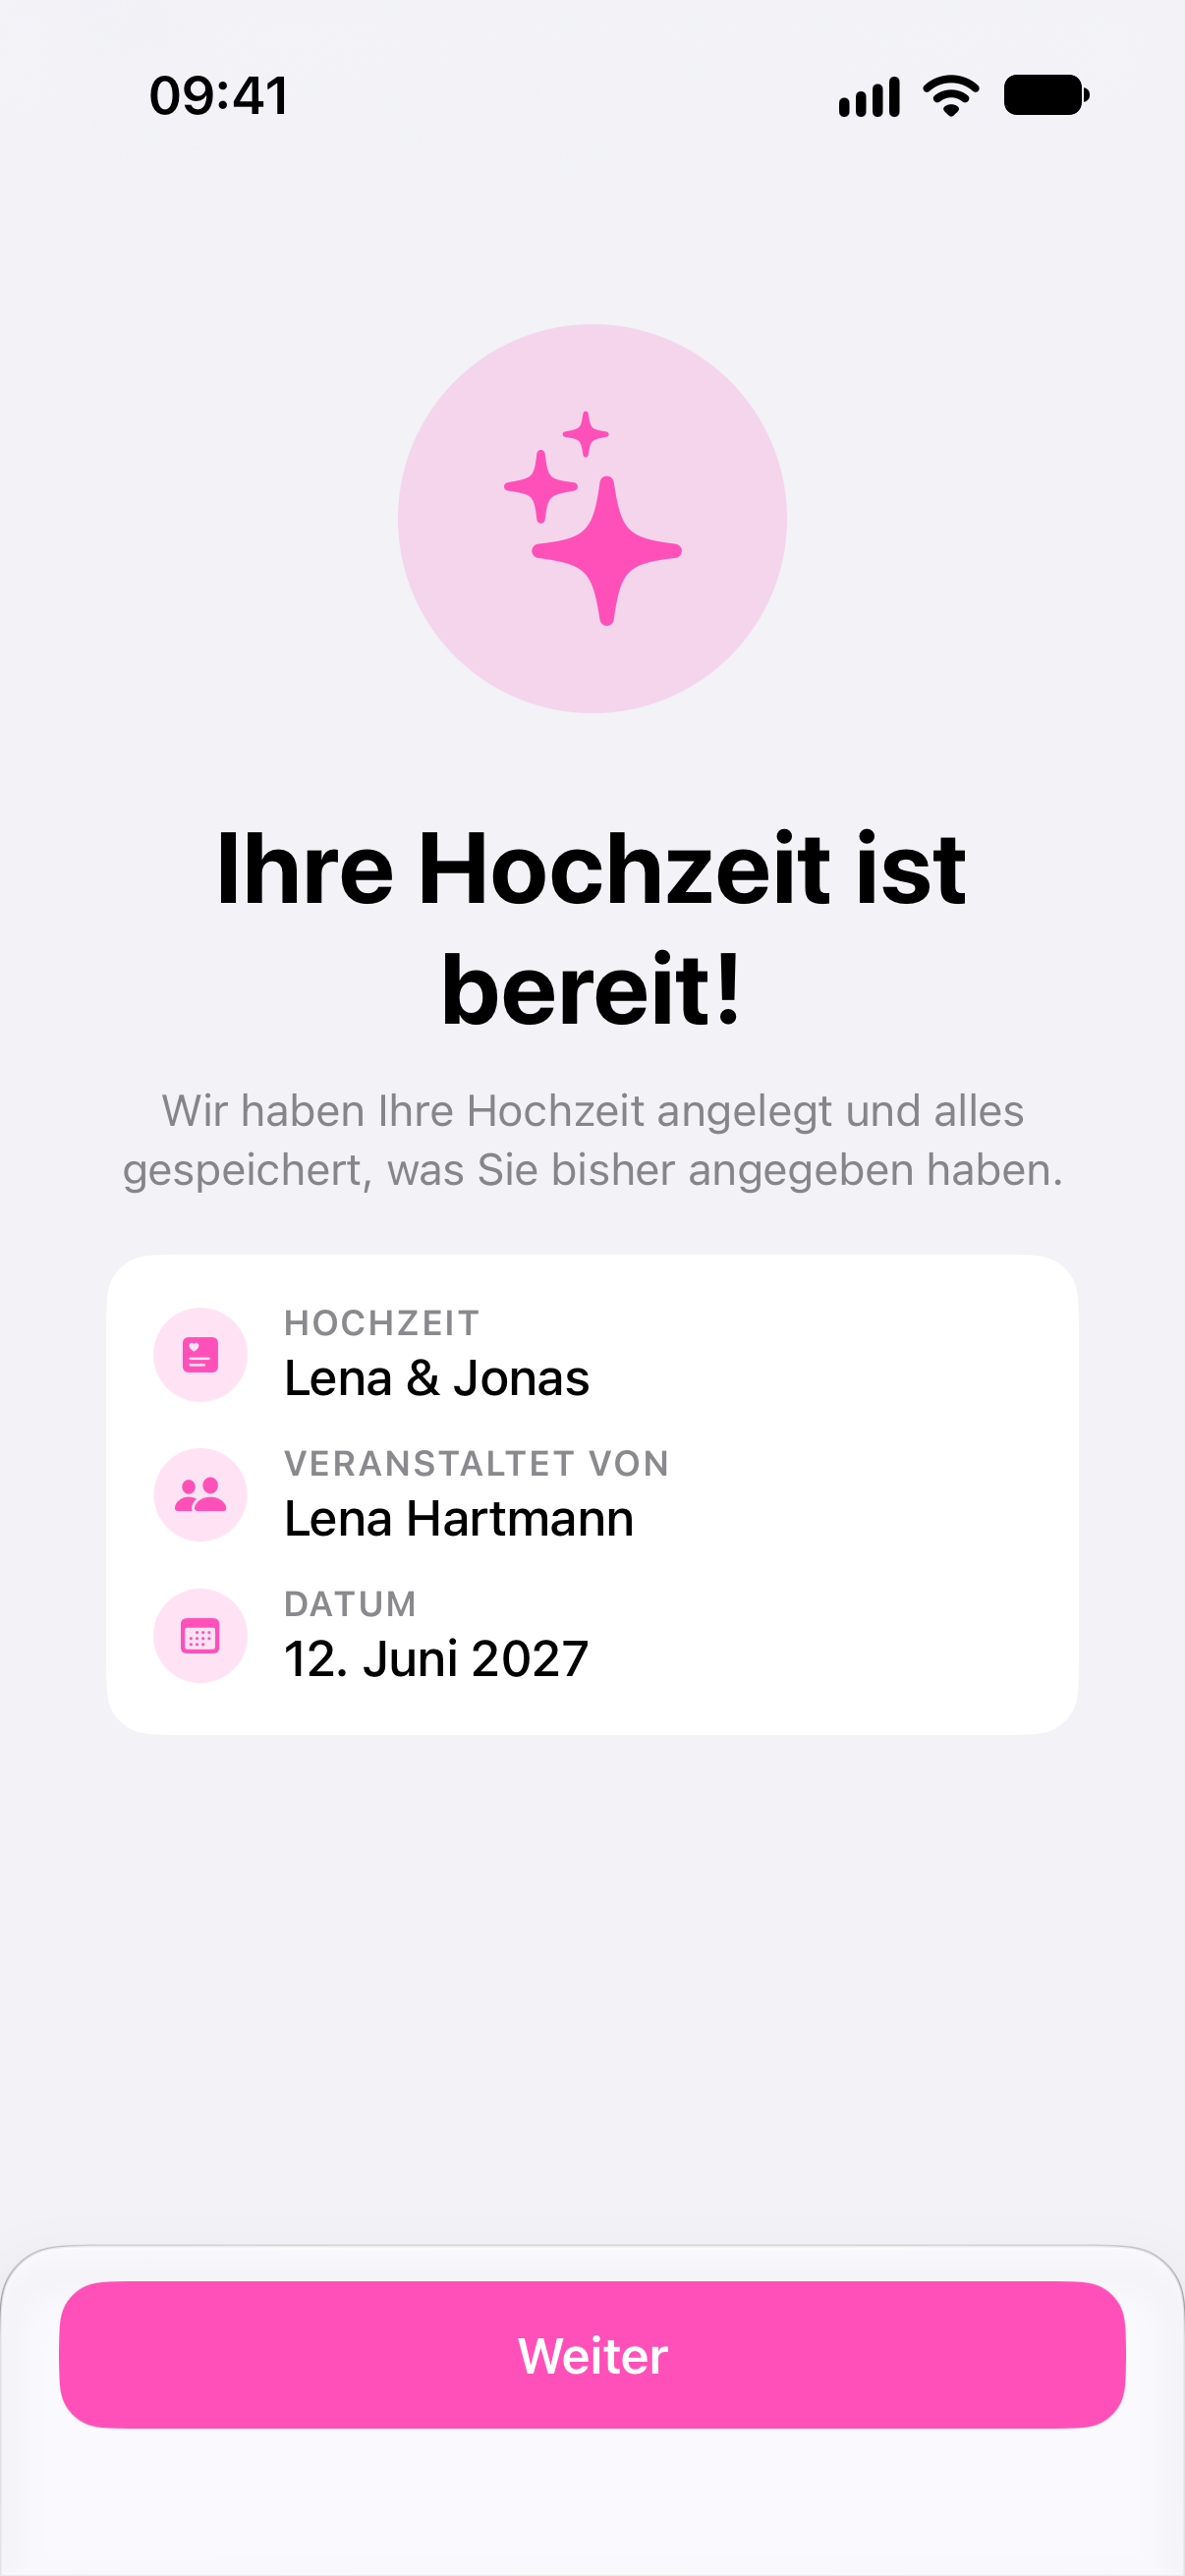 09:41
Ihre Hochzeit ist
bereit!
Wir haben Ihre Hochzeit angelegt und alles
gespeichert, was Sie bisher angegeben haben.
HOCHZEIT
Lena & Jonas
VERANSTALTET VON
Lena Hartmann
DATUM
12. Juni 2027
Weiter